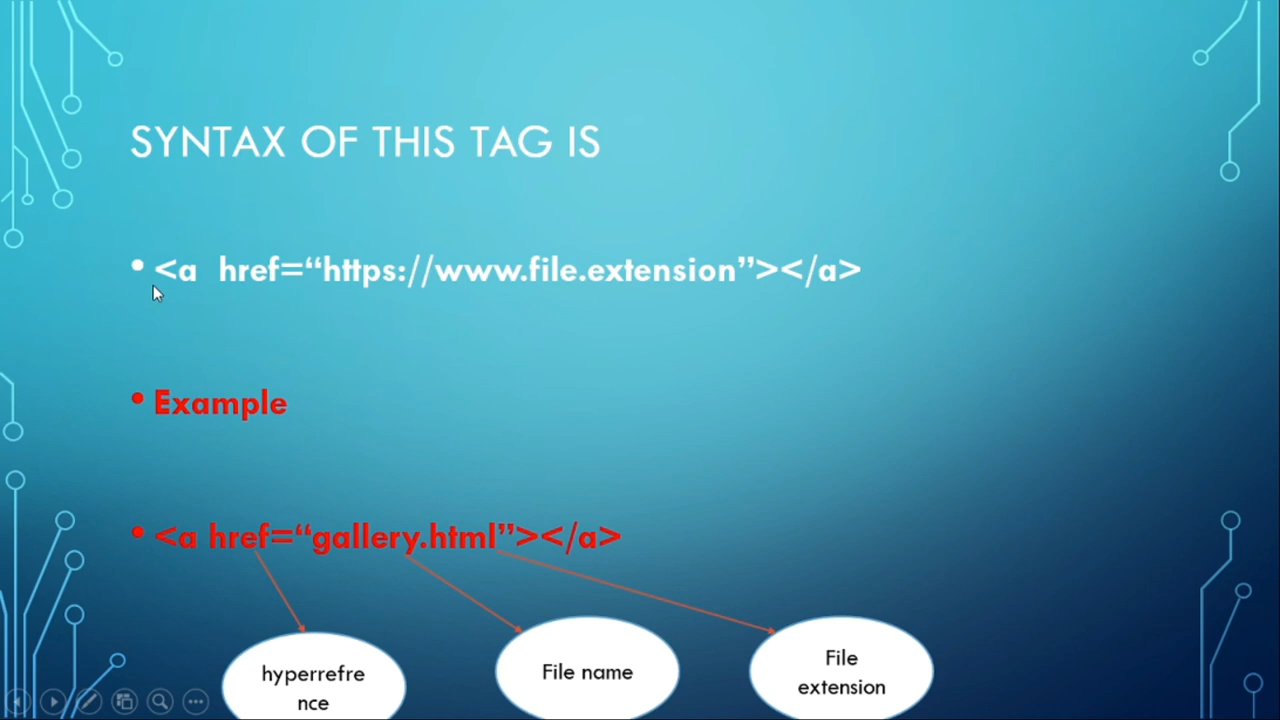 SYNTAX OF THIS TAG IS
• <a href=“https://www.file.extension”></a>
• Example
• <a href=“gallery.html”></a>
hyperrefre
nce
File name
File
extension